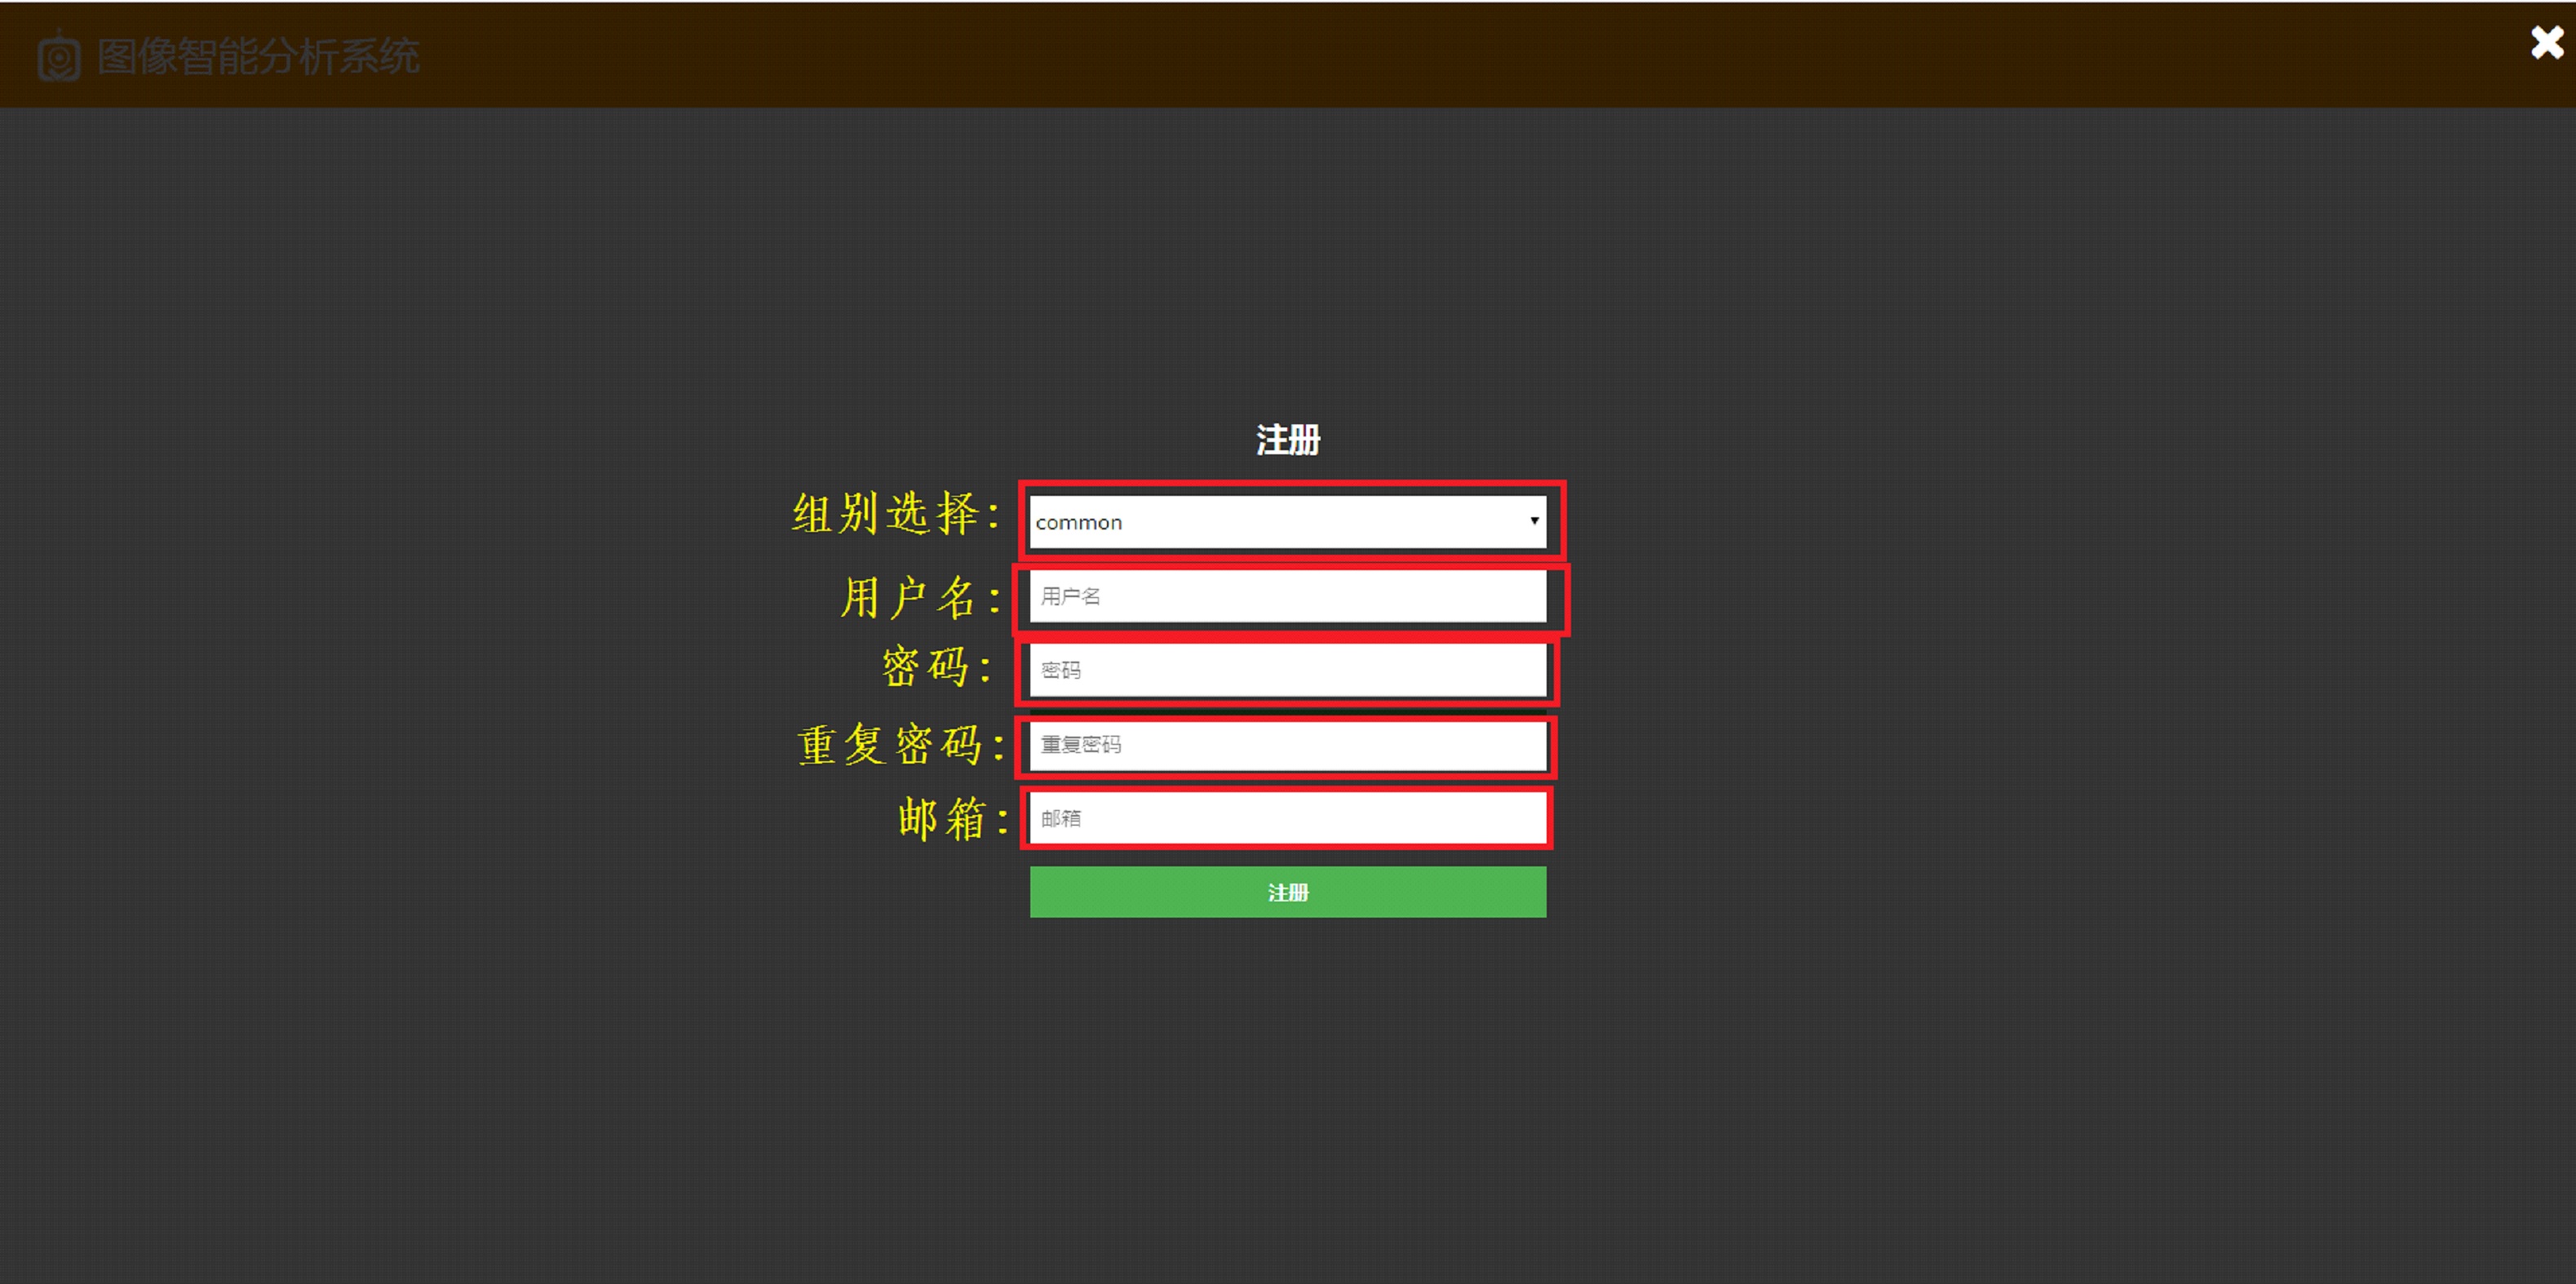 图像智能分析系统
注册
组别选择：
common
用户名：
用户名
密码：
密码
重复密码：
重复密码
邮箱：
邮箱
注册